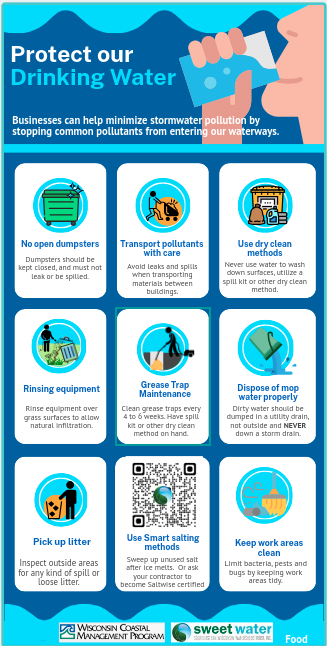 Protect our
Drinking Water
Businesses can help minimize stormwater pollution by
stopping common pollutants from entering our waterways.
No open dumpsters
Dumpsters should be
kept closed, and must not
leak or be spilled.
Transport pollutants
with care
Avoid leaks and spills
when transporting
materials between
buildings.
Use dry clean
methods
Never use water to wash
down surfaces, utilize a
spill kit or other dry clean
method.
Rinsing equipment
Rinse equipment over
grass surfaces to allow
natural infiltration.
Grease Trap
Maintenance
Clean grease traps every
4 to 6 weeks. Have spill
kit or other dry clean
method on hand.
Dispose of mop
water properly
Dirty water should be
dumped in a utility drain,
not outside and NEVER
down a storm drain.
Pick up litter
Inspect outside areas
for any kind of spill or
loose litter.
Use Smart salting
methods
Sweep up unused salt
after ice melts. Or ask
your contractor to
become Saltwise certified
Keep work areas
clean
Limit bacteria, pests and
bugs by keeping work
areas tidy.
WISCONSIN COASTAL
MANAGEMENT PROGRAM
sweet water
Food